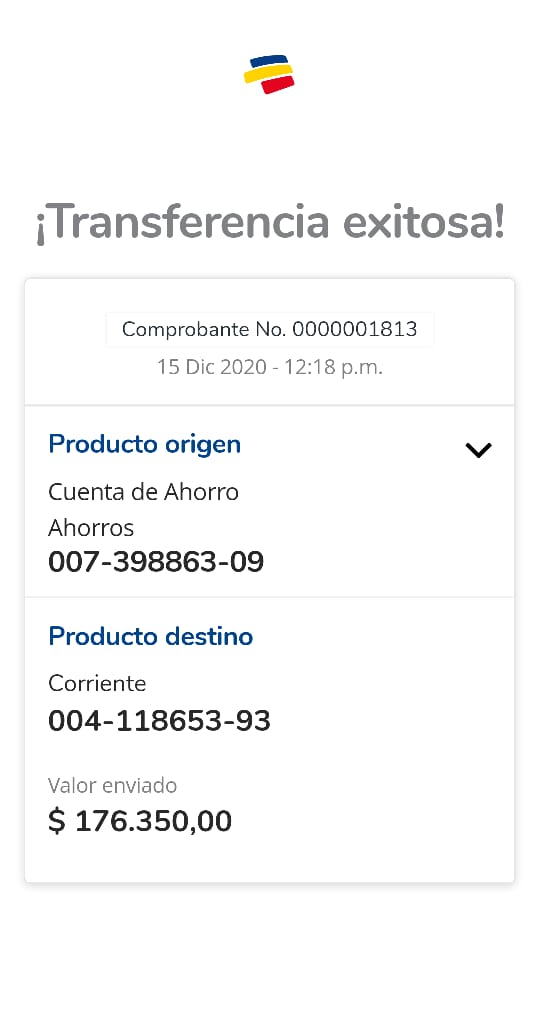 ¡Transferencia exitosa!
Comprobante No. 0000001813
15 Dic 2020 - 12:18 p.m.
Producto origen
Cuenta de Ahorro
Ahorros
007-398863-09
Producto destino
Corriente
004-118653-93
Valor enviado
$ 176.350,00